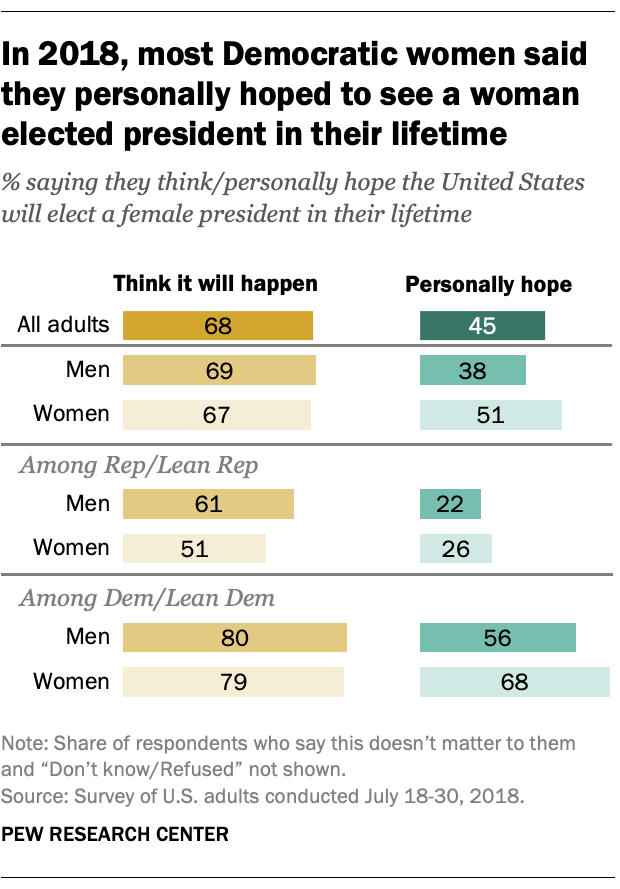 In 2018, most Democratic women said
they personally hoped to see a woman
elected president in their lifetime
% saying they think/personally hope the United States
will elect a female president in their lifetime
Think it will happen Personally hope
All adults 68 45
Men 69 38
Women 67 51
Among Rep/Lean Rep
Men 61 22
Women 51 26
Among Dem/Lean Dem
Men 80 56
Women 79 68
Note: Share of respondents who say this doesn’t matter to them
and “Don’t know/Refused” not shown.
Source: Survey of U.S. adults conducted July 18-30, 2018.
PEW RESEARCH CENTER